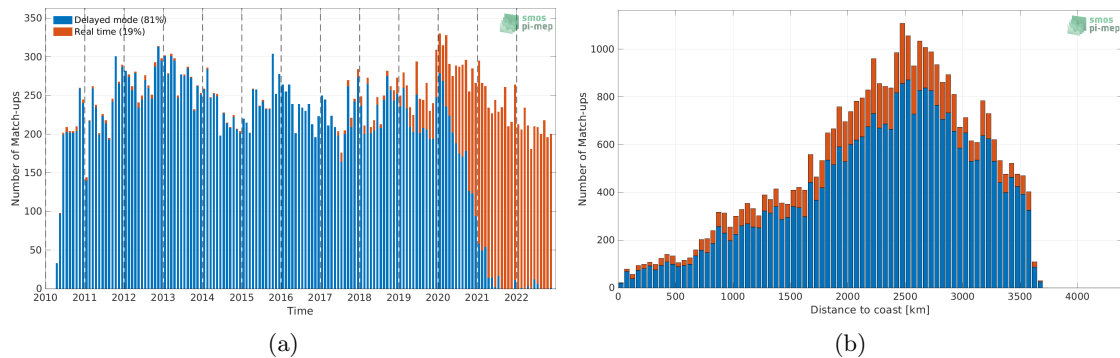 350
300
250
200
150
100
50
0
Number of Match-ups
Delayed mode (81%)
Real time (19%)
smos
pi-mep
2010 2011 2012 2013 2014 2015 2016 2017 2018 2019 2020 2021 2022
Time
(a)
1000
800
600
400
200
0
Number of Match-ups
smos
pi-mep
0 500 1000 1500 2000 2500 3000 3500 4000
Distance to coast [km]
(b)